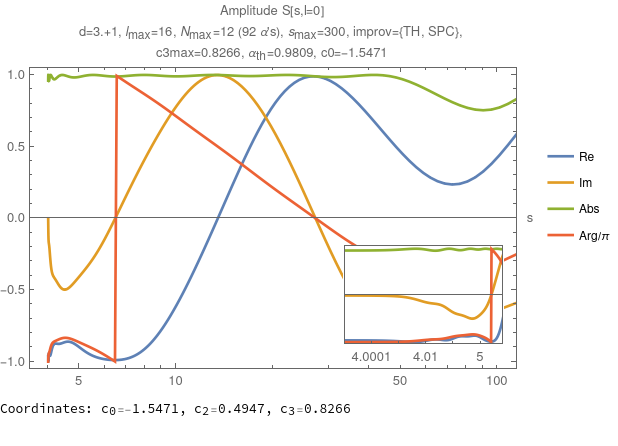 Amplitude S[s,l=0]
d=3.+1, lmax=16, Nmax=12 (92 α's), smax=300, improv={TH, SPC},
c3max=0.8266, αth=0.9809, c0=-1.5471
1.0
0.5
0.0
-0.5
-1.0
5
10
50
100
s
Re
Im
Abs
Arg/π
4.0001
4.01
5
Coordinates: c0=-1.5471, c2=0.4947, c3=0.8266